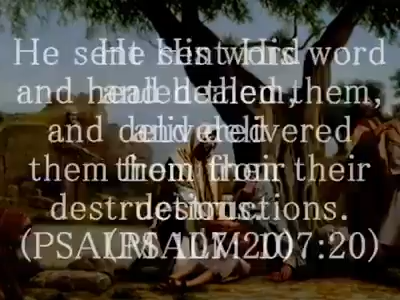 He sent His word
and healed them,
and delivered
them from their
destructions.
(PSALM 107:20)